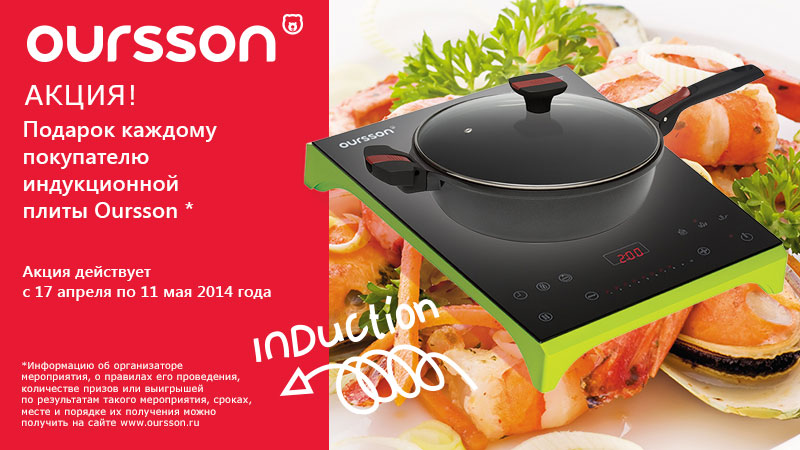 oursson
АКЦИЯ!
Подарок каждому
покупателю
индукционной
плиты Oursson *
Акция действует
с 17 апреля по 11 мая 2014 года
*Информацию об организаторе
мероприятия, о правилах его проведения,
количестве призов или выигрышей
по результатам такого мероприятия, сроках,
месте и порядке их получения можно
получить на сайте www.oursson.ru
oursson
200
INDUCTION